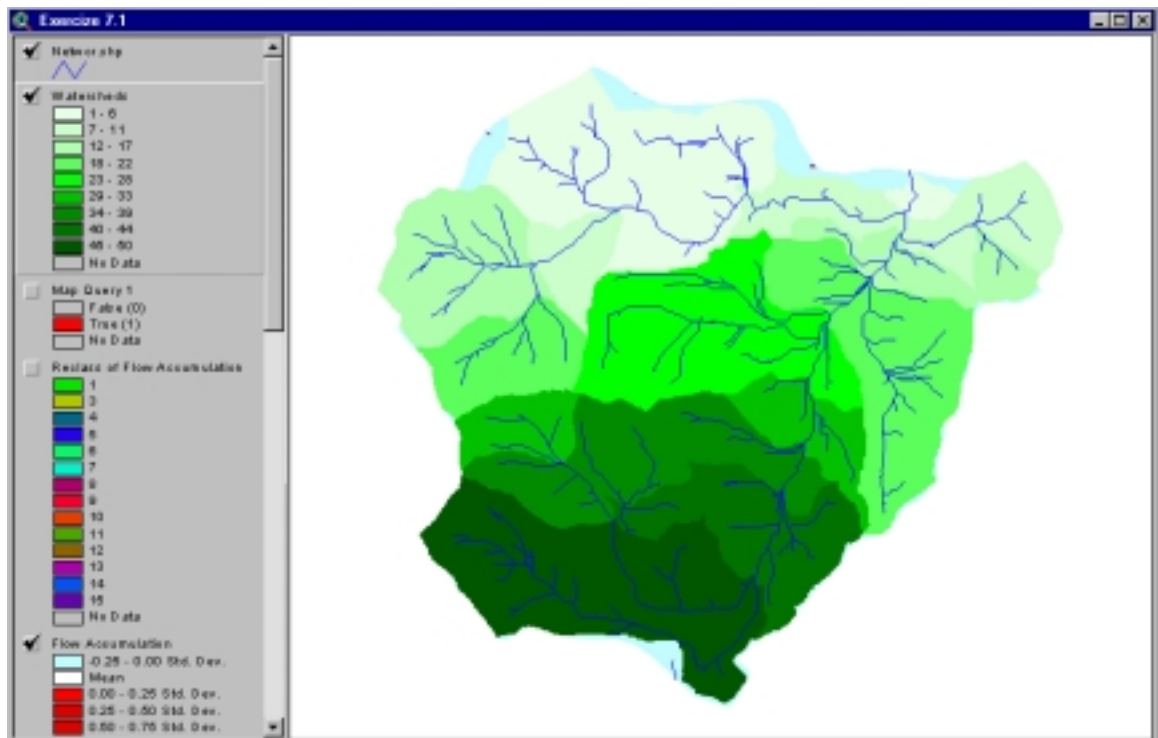 Exercize 7.1
Networ.shp
Watersheds
1 - 6
7 - 11
12 - 17
18 - 22
23 - 28
29 - 33
34 - 39
40 - 44
45 - 50
No Data
Map Query 1
False (0)
True (1)
No Data
Reclass of Flow Accumulation
1
3
4
5
6
7
8
9
10
11
12
13
14
15
No Data
Flow Accumulation
-0.25 - 0.00 Std. Dev.
Mean
0.00 - 0.25 Std. Dev.
0.25 - 0.50 Std. Dev.
0.50 - 0.75 Std. Dev.